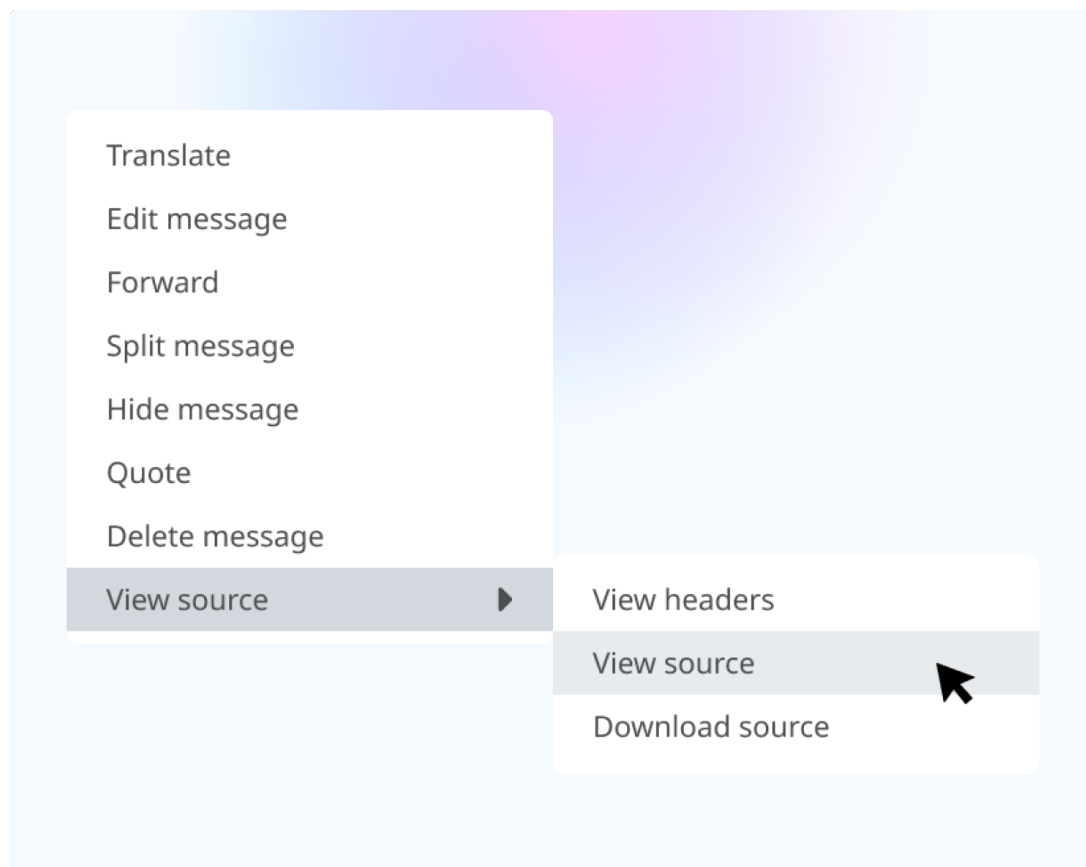 Translate
Edit message
Forward
Split message
Hide message
Quote
Delete message
View source
View headers
View source
Download source